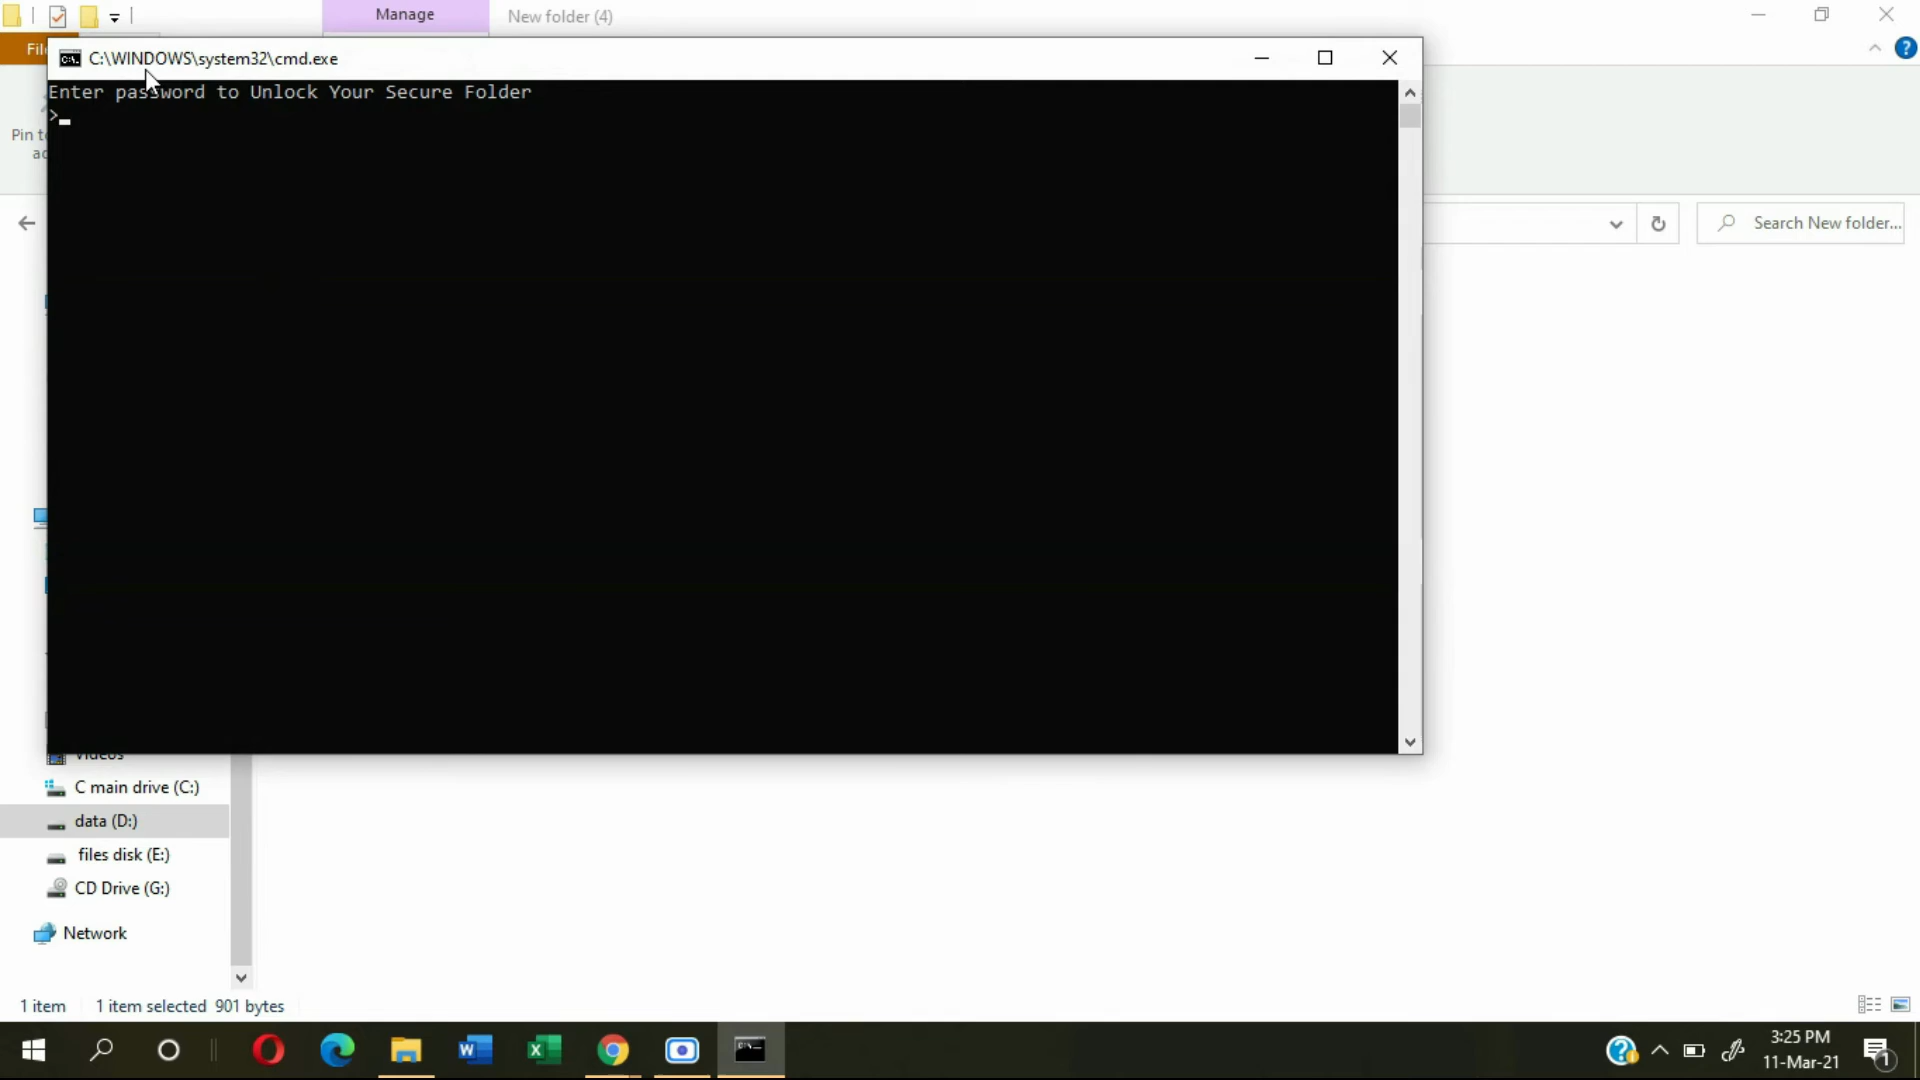 Manage
New folder (4)
C:\WINDOWS\system32\cmd.exe
Enter password to Unlock Your Secure Folder
>
Search New folder...
C main drive (C:)
data (D:)
files disk (E:)
CD Drive (G:)
Network
1 item 1 item selected 901 bytes
3:25 PM
11-Mar-21
1